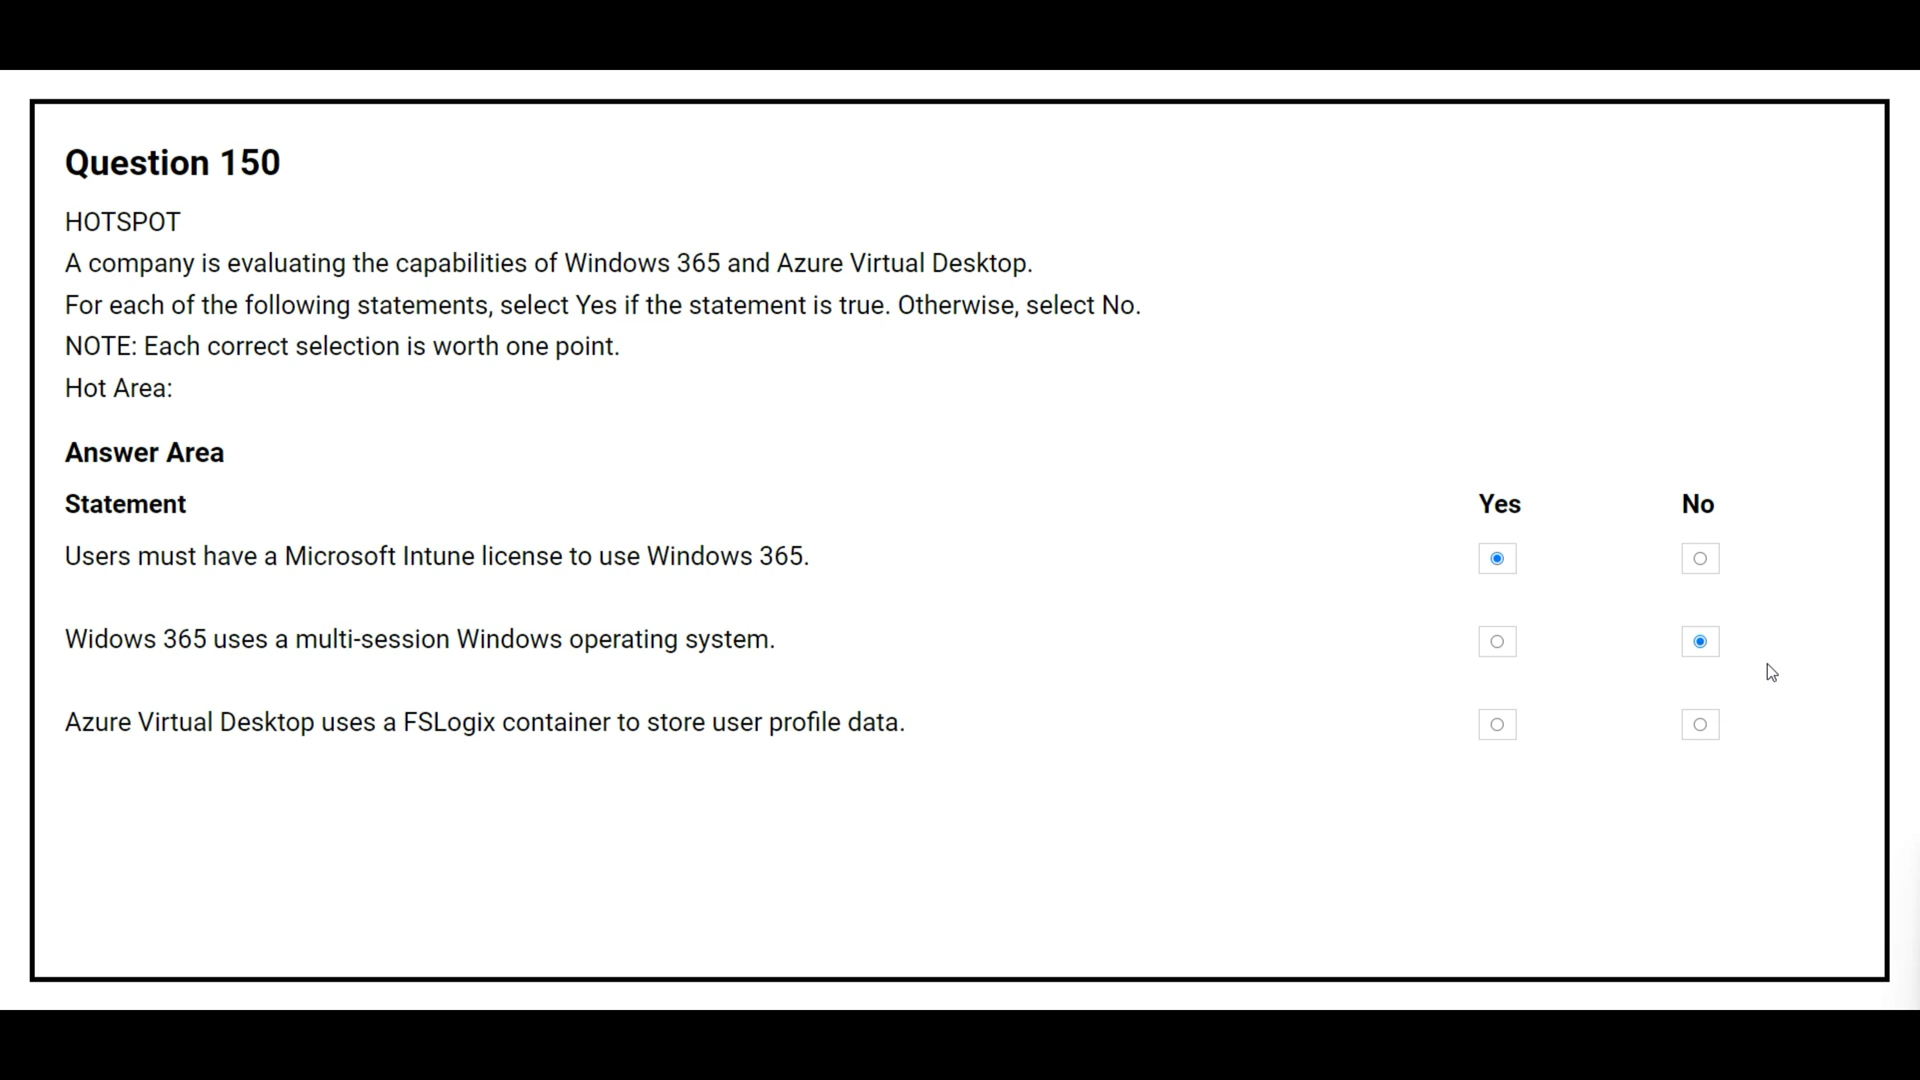 Question 150
HOTSPOT
A company is evaluating the capabilities of Windows 365 and Azure Virtual Desktop.
For each of the following statements, select Yes if the statement is true. Otherwise, select No.
NOTE: Each correct selection is worth one point.
Hot Area:
Answer Area
Statement Yes No
Users must have a Microsoft Intune license to use Windows 365.
Widows 365 uses a multi-session Windows operating system.
Azure Virtual Desktop uses a FSLogix container to store user profile data.